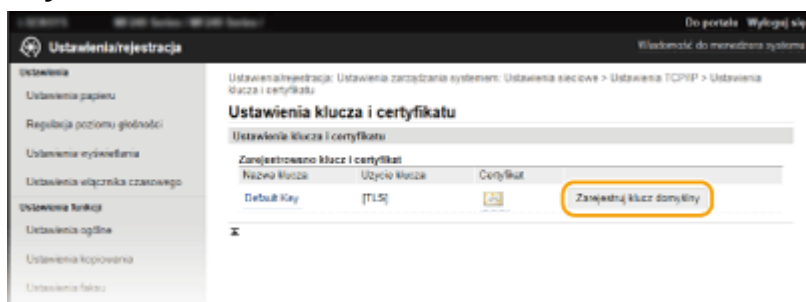 Do portalu Wyloguj się
Ustawienia/rejestracja
Wiadomość do menedżera systemu
Ustawienia
Ustawienia papieru
Regulacja poziomu głośności
Ustawienia wyświetlania
Ustawienia włącznika czasowego
Ustawienia funkcji
Ustawienia ogólne
Ustawienia kopiowania
Ustawienia faksu
Ustawienia/rejestracja: Ustawienia zarządzania systemem: Ustawienia sieciowe > Ustawienia TCP/IP > Ustawienia
klucza i certyfikatu
Ustawienia klucza i certyfikatu
Ustawienia klucza i certyfikatu
Zarejestrowano klucz i certyfikat
Nazwa klucza Użycie klucza Certyfikat
Default Key [TLS] Zarejestruj klucz domyślny